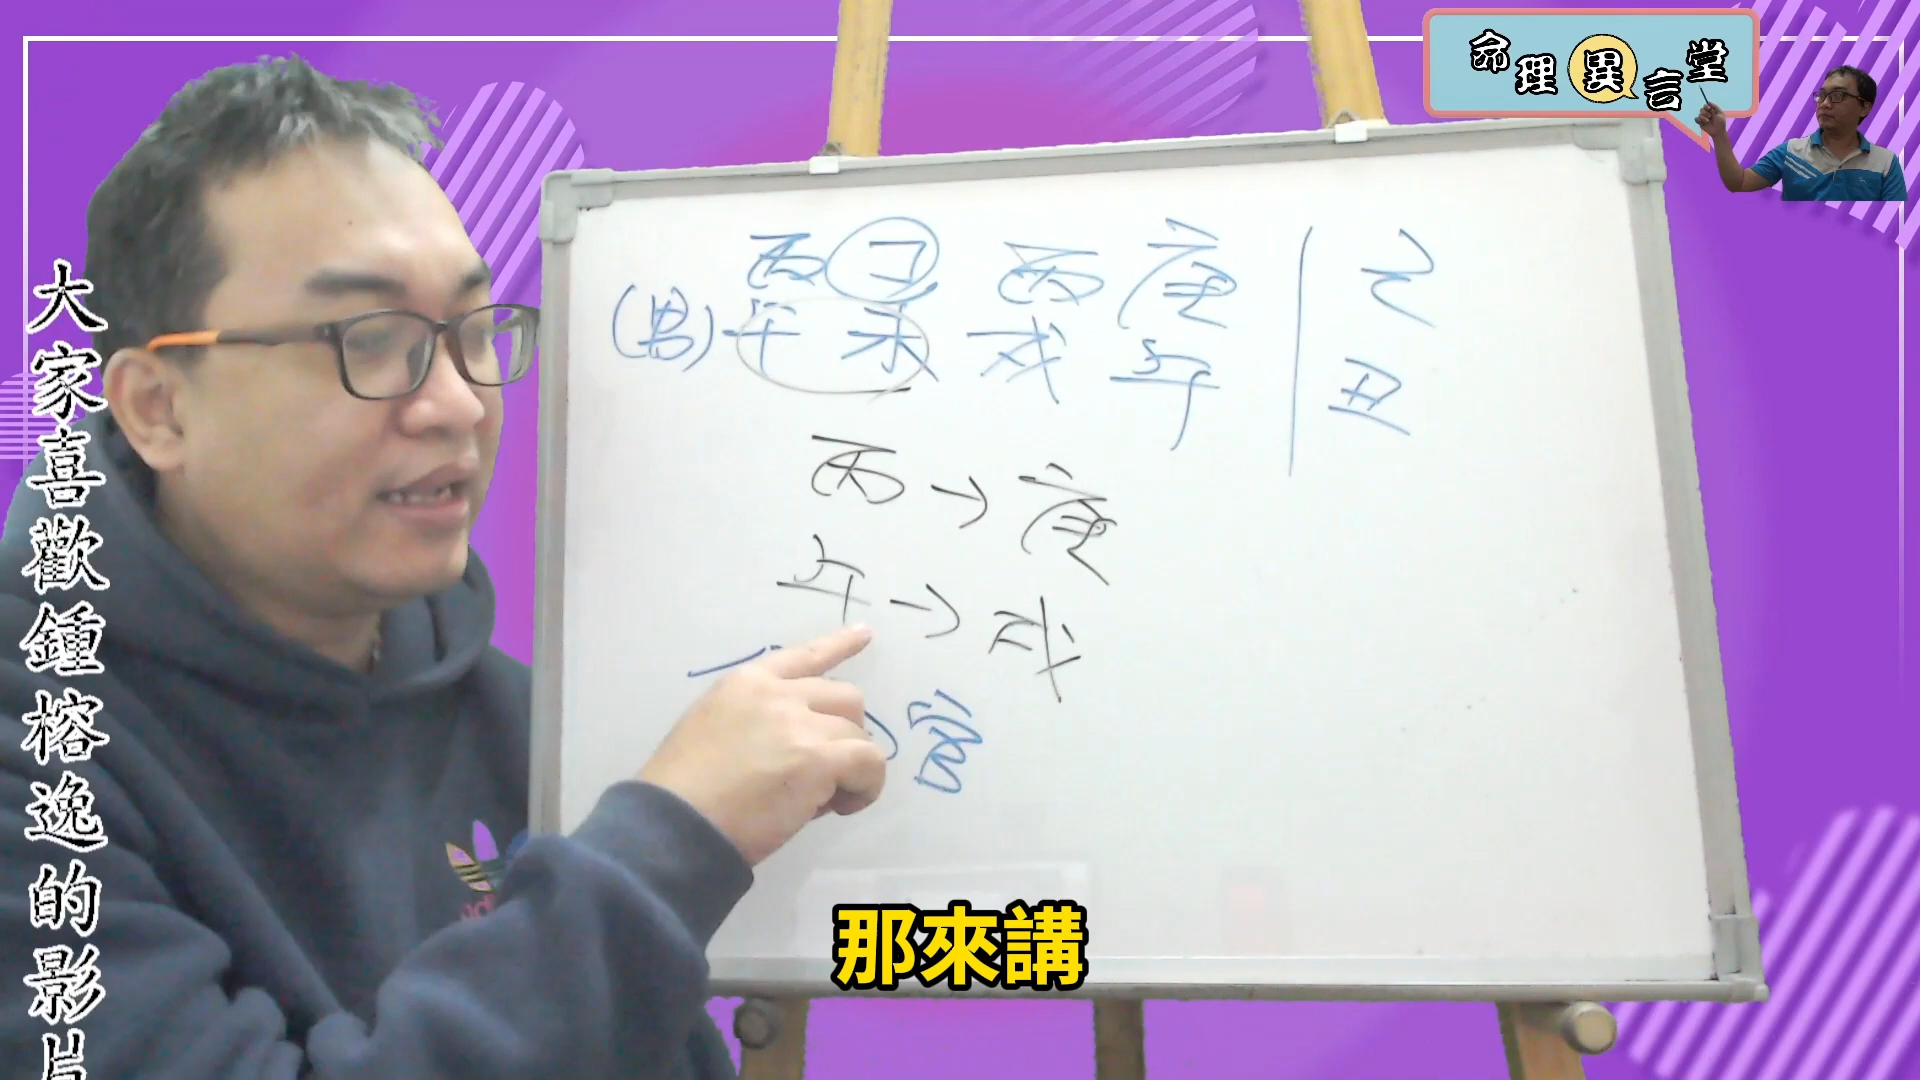 命理異言堂
大家喜歡鍾榕逸的影片
丙 己 丙 庚 | 乙
(男) 午 未 戌 午 | 丑
丙→庚
午→戌
官
那來講